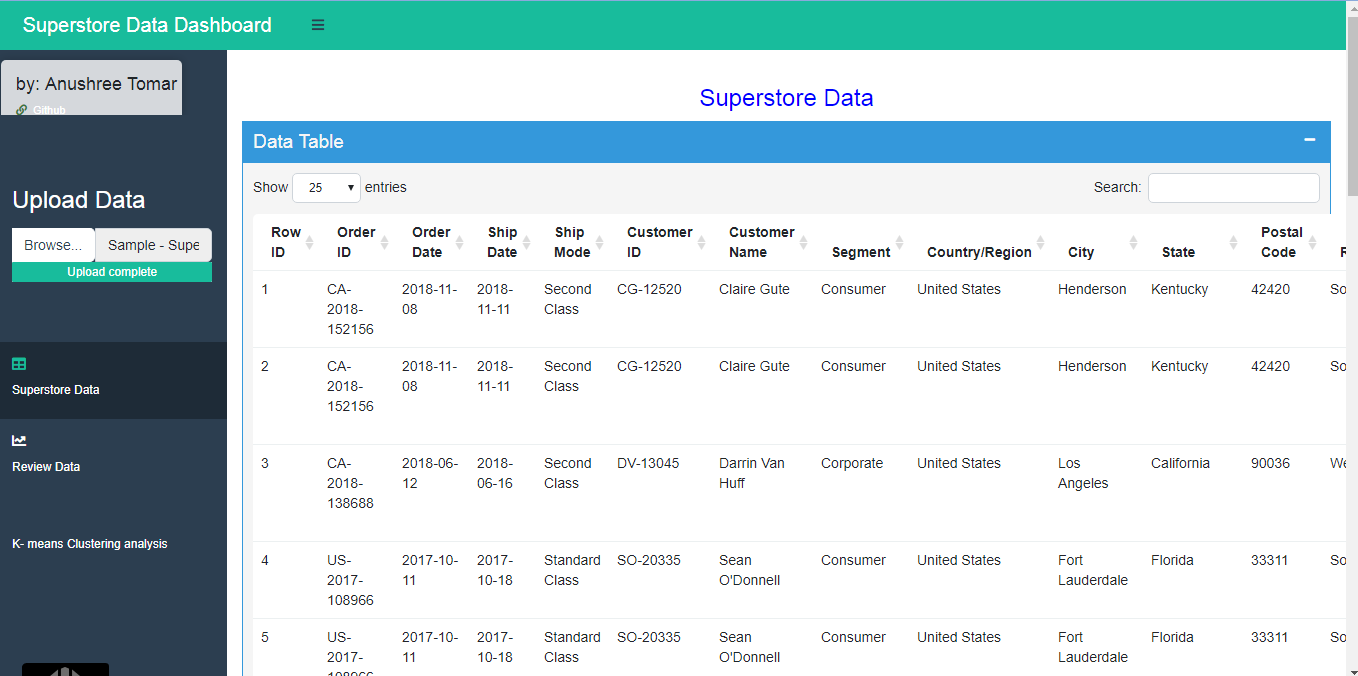 Superstore Data Dashboard
by: Anushree Tomar
Github
Upload Data
Browse... Sample - Supe
Upload complete
Superstore Data
Review Data
K- means Clustering analysis
Superstore Data
Data Table
Show 25 entries Search:
Row Order Order Ship Ship Customer Customer Postal
ID ID Date Date Mode ID Name Segment Country/Region City State Code
1 CA- 2018-11- 2018- Second CG-12520 Claire Gute Consumer United States Henderson Kentucky 42420 So
2018- 08 11-11 Class
152156
2 CA- 2018-11- 2018- Second CG-12520 Claire Gute Consumer United States Henderson Kentucky 42420 So
2018- 08 11-11 Class
152156
3 CA- 2018-06- 2018- Second DV-13045 Darrin Van Corporate United States Los California 90036 We
2018- 12 06-16 Class Huff Angeles
138688
4 US- 2017-10- 2017- Standard SO-20335 Sean Consumer United States Fort Florida 33311 So
2017- 11 10-18 Class O'Donnell Lauderdale
108966
5 US- 2017-10- 2017- Standard SO-20335 Sean Consumer United States Fort Florida 33311 So
2017- 11 10-18 Class O'Donnell Lauderdale
108966